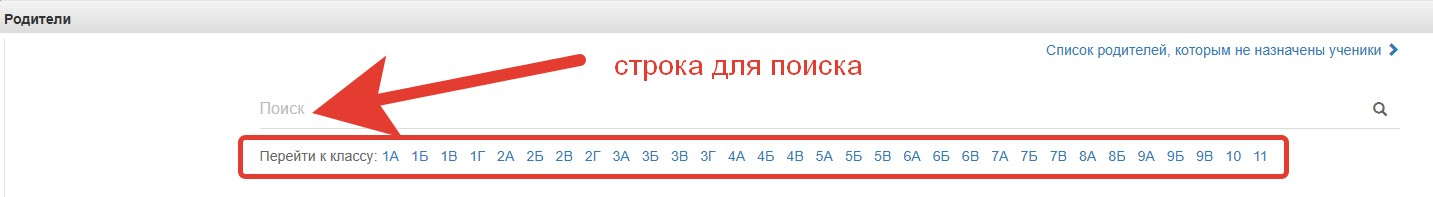 Родители
Список родителей, которым не назначены ученики
строка для поиска
Поиск
Перейти к классу: 1А 1Б 1В 1Г 2А 2Б 2В 2Г 3А 3Б 3В 3Г 4А 4Б 4В 5А 5Б 5В 6А 6Б 6В 7А 7Б 7В 8А 8Б 9А 9Б 9В 10 11